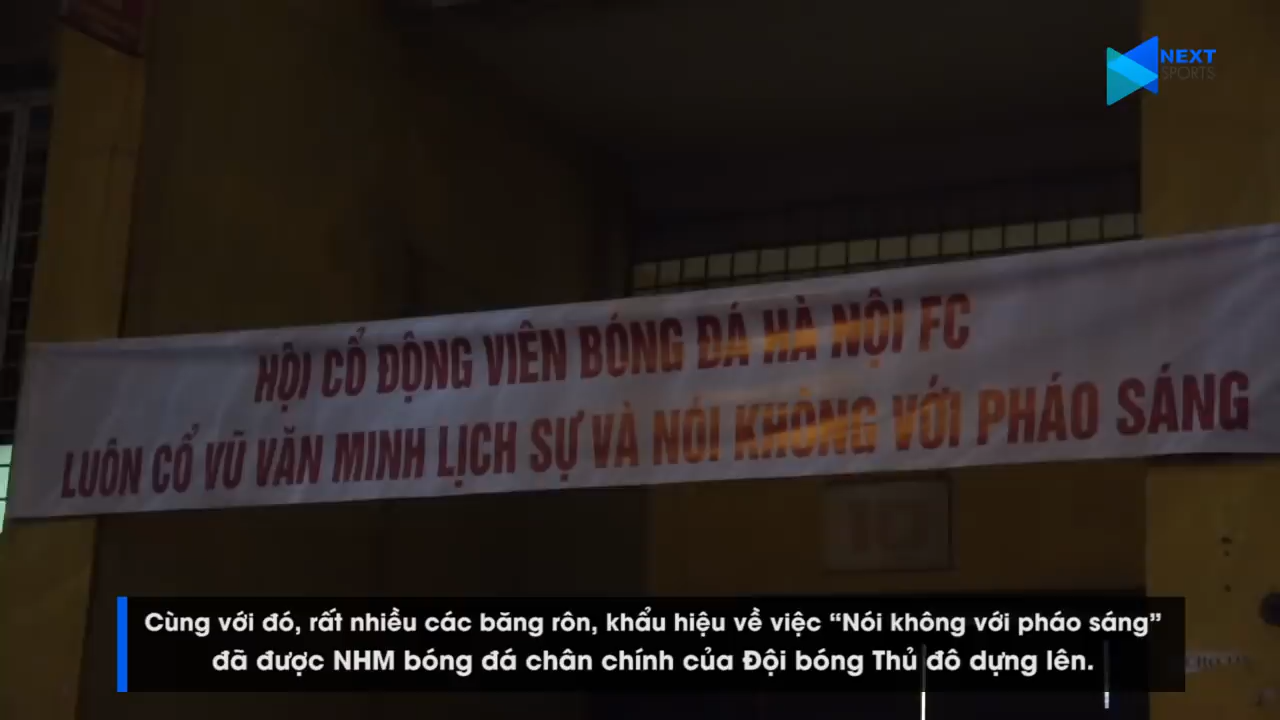 NEXT
SPORTS
HỘI CỔ ĐỘNG VIÊN BÓNG ĐÁ HÀ NỘI FC
LUÔN CỔ VŨ VĂN MINH LỊCH SỰ VÀ NÓI KHÔNG VỚI PHÁO SÁNG
10
Cùng với đó, rất nhiều các băng rôn, khẩu hiệu về việc “Nói không với pháo sáng”
đã được NHM bóng đá chân chính của Đội bóng Thủ đô dựng lên.